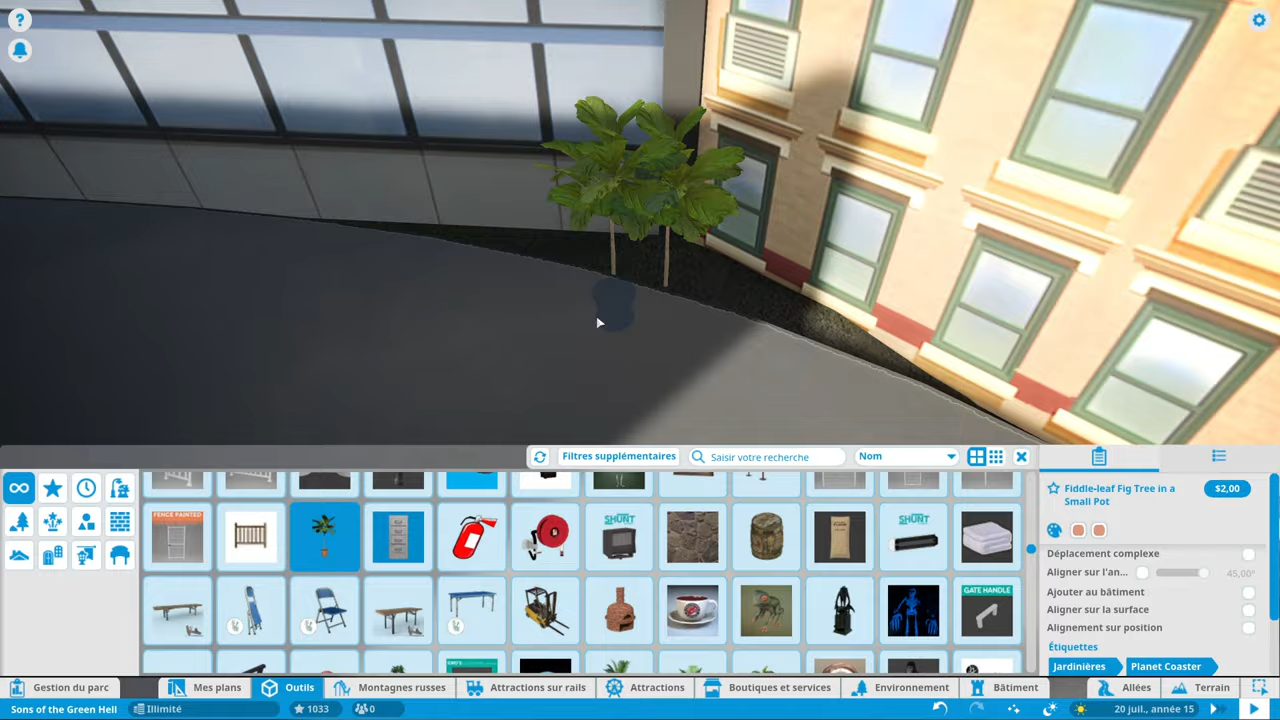 ?
Filtres supplémentaires
Saisir votre recherche
Nom
FENCE PAINTED
SHUNT
SHUNT
GATE HANDLE
Fiddle-leaf Fig Tree in a
Small Pot
$2,00
Déplacement complexe
Aligner sur l'an...
45,00°
Ajouter au bâtiment
Aligner sur la surface
Alignement sur position
Étiquettes
Jardinières
Planet Coaster
Gestion du parc
Mes plans
Outils
Montagnes russes
Attractions sur rails
Attractions
Boutiques et services
Environnement
Bâtiment
Allées
Terrain
Sons of the Green Hell
Illimité
1033
0
20 juil., année 15